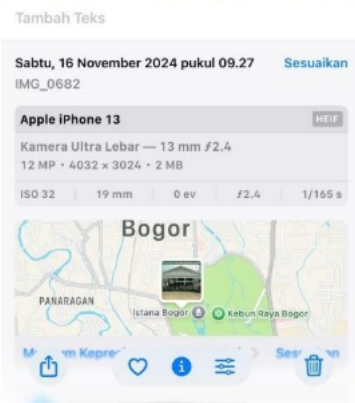 Tambah Teks
Sabtu, 16 November 2024 pukul 09.27 Sesuaikan
IMG_0682
Apple iPhone 13 HEIF
Kamera Ultra Lebar — 13 mm ƒ2.4
12 MP • 4032 × 3024 • 2 MB
ISO 32 19 mm 0 ev ƒ2.4 1/165 s
Bogor
PANARAGAN
Istana Bogor Kebun Raya Bogor